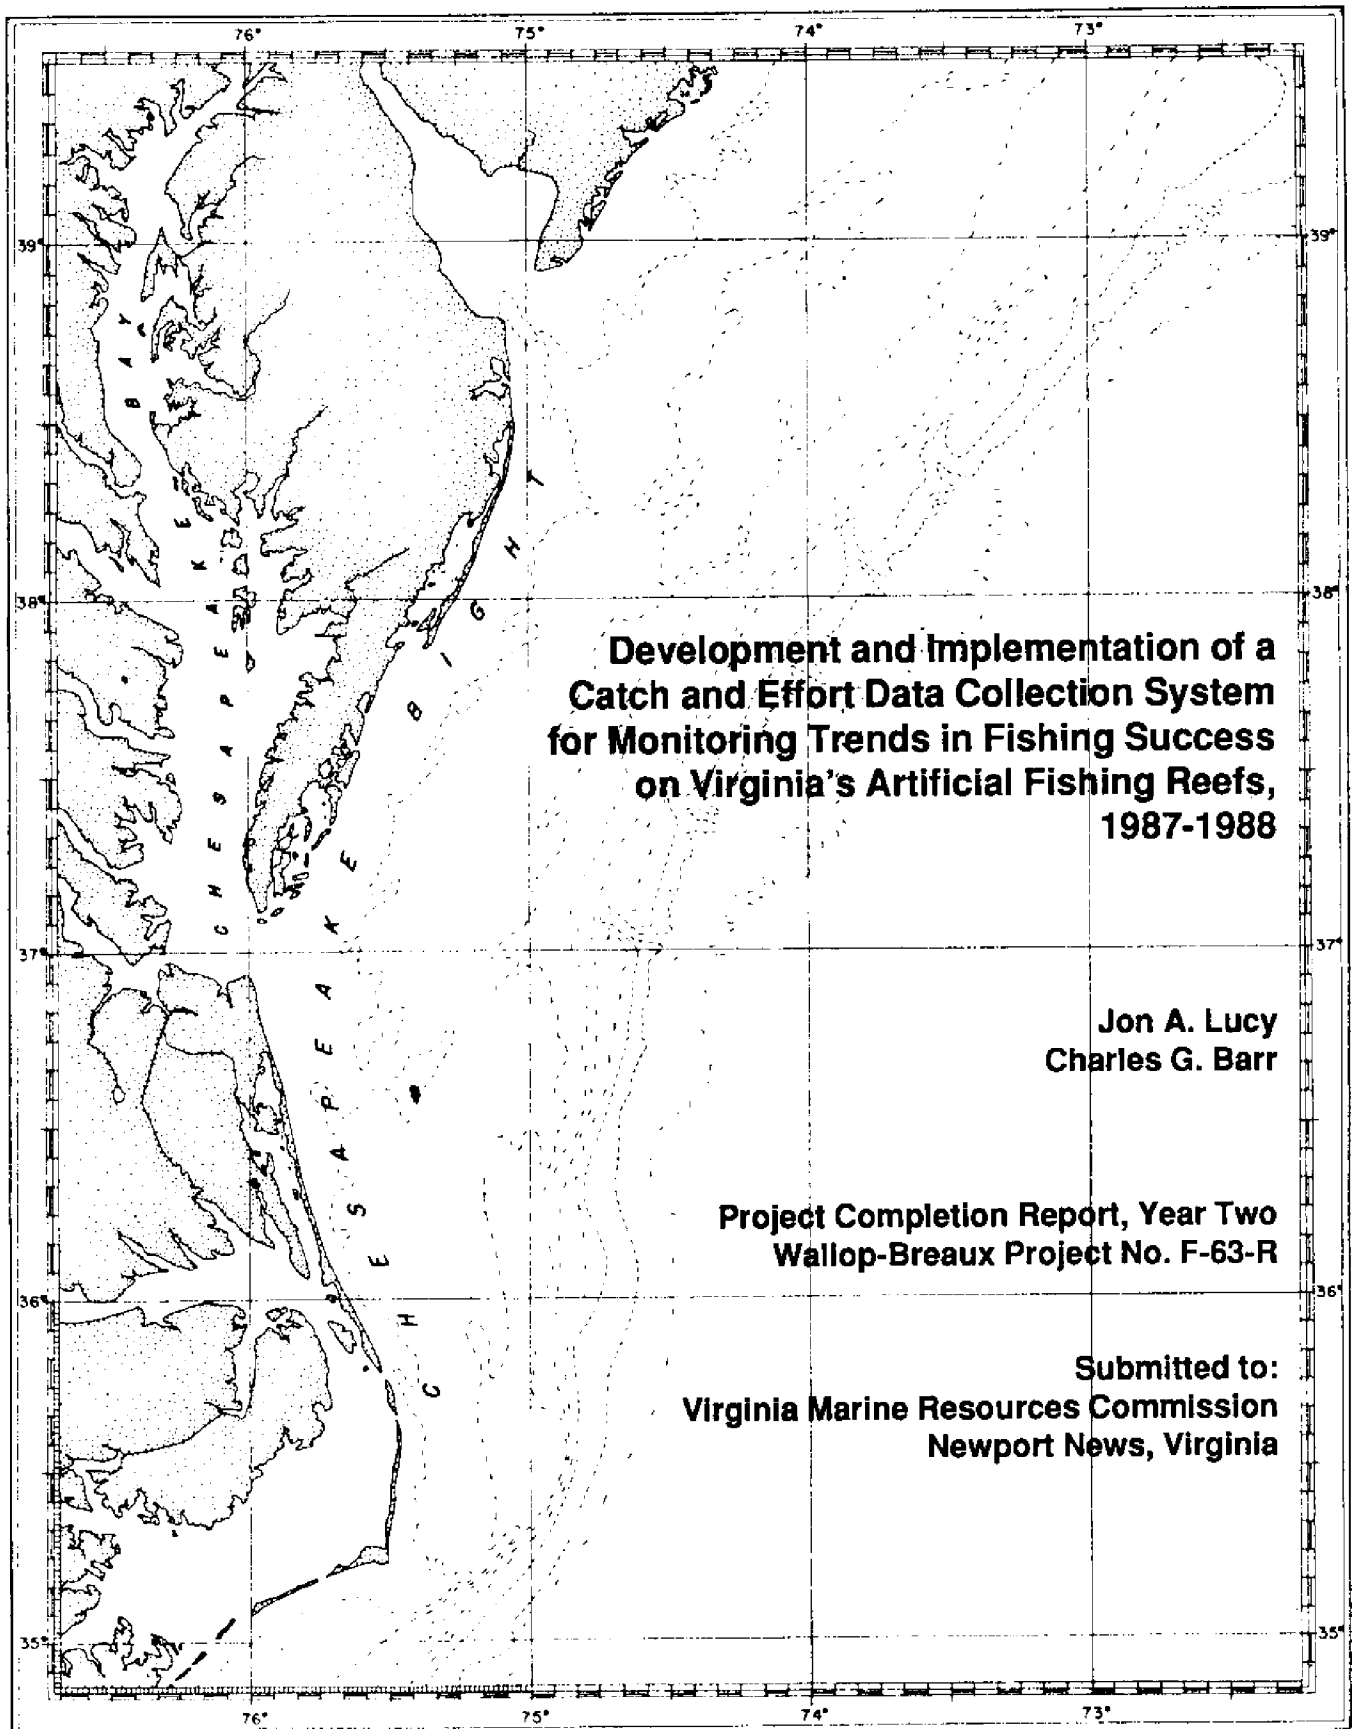 76° 75° 74° 73°
39° 39°
CHESAPEAKE BAY
CHESAPEAKE BIGHT
38° 38°
Development and Implementation of a
Catch and Effort Data Collection System
for Monitoring Trends in Fishing Success
on Virginia's Artificial Fishing Reefs,
1987-1988
37° 37°
Jon A. Lucy
Charles G. Barr
Project Completion Report, Year Two
Wallop-Breaux Project No. F-63-R
36° 36°
Submitted to:
Virginia Marine Resources Commission
Newport News, Virginia
35° 35°
76° 75° 74° 73°